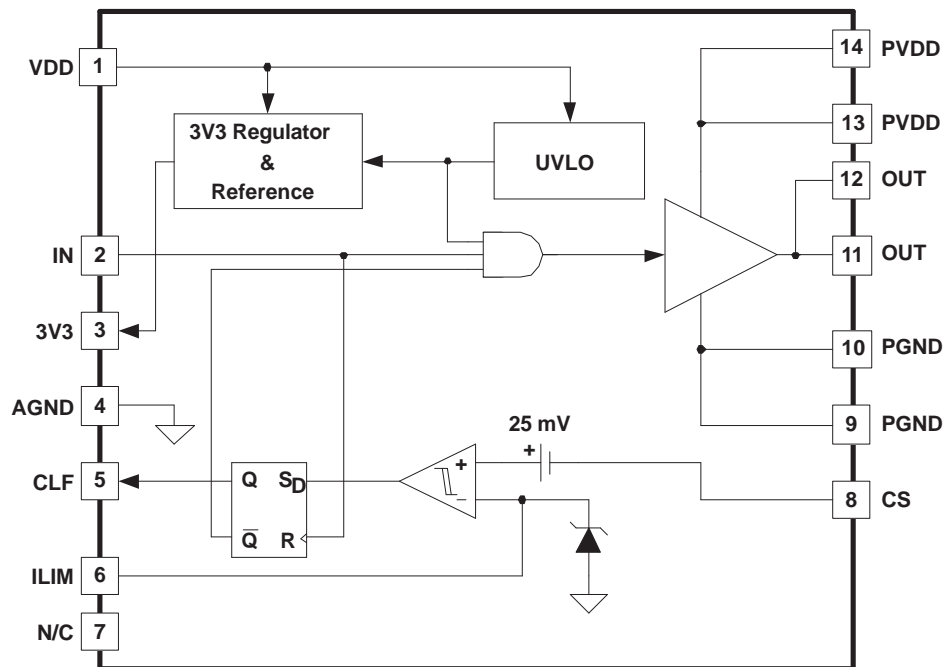 VDD
1
IN
2
3V3
3
AGND
4
CLF
5
ILIM
6
N/C
7
3V3 Regulator
&
Reference
UVLO
Q
SD
Q
R
25 mV
+
+
−
14
PVDD
13
PVDD
12
OUT
11
OUT
10
PGND
9
PGND
8
CS